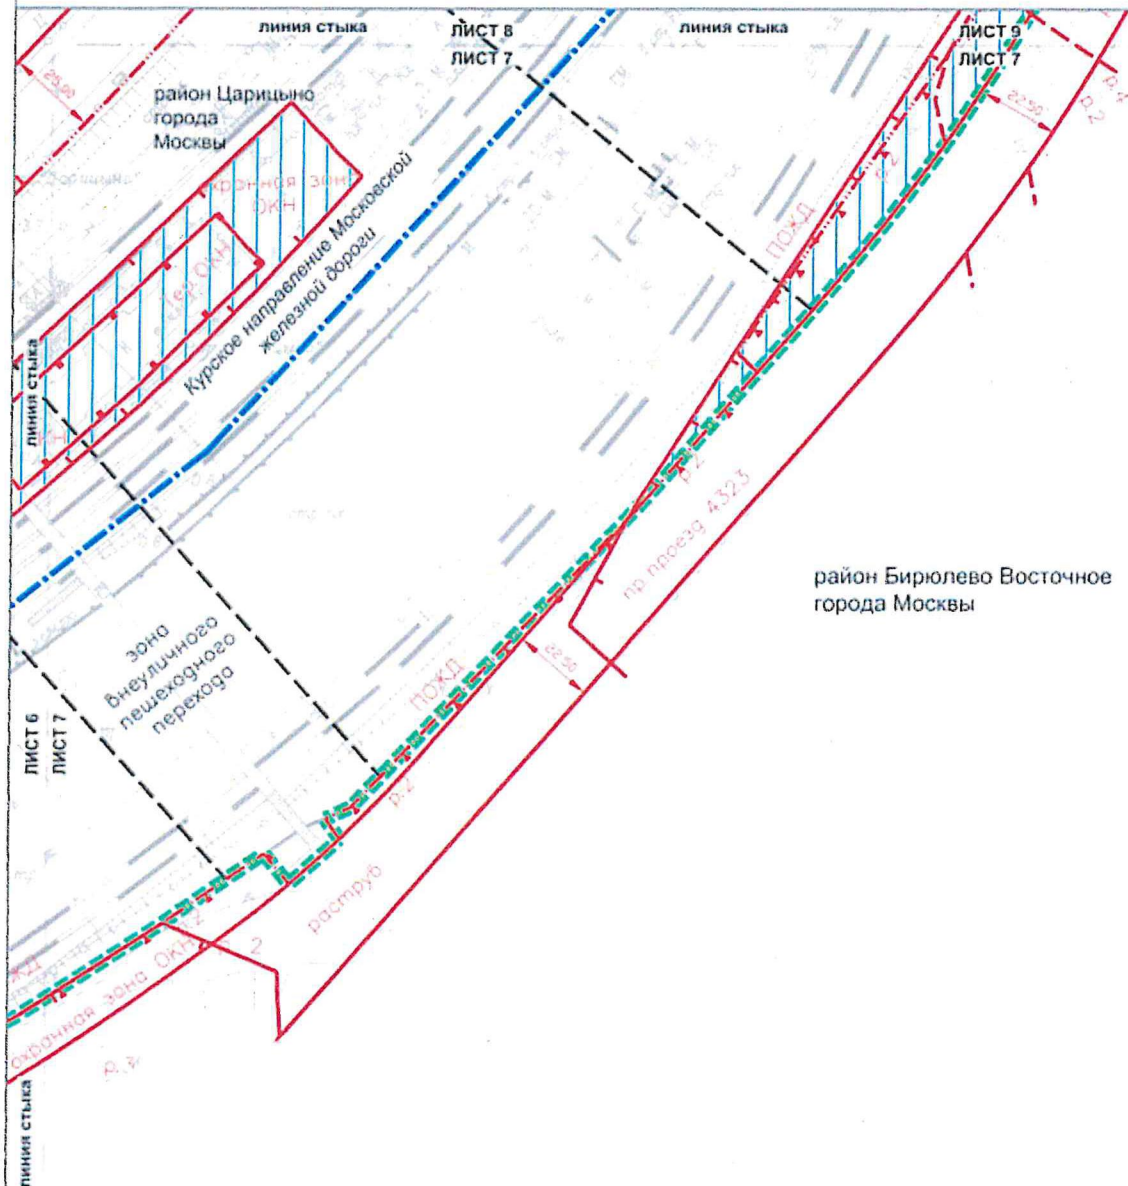 линия стыка
ЛИСТ 8
ЛИСТ 7
линия стыка
ЛИСТ 9
ЛИСТ 7
район Царицыно
города
Москвы
25,00
22,50
р.2
охранная зона
ОКН
Тер. ОКН
Курское направление Московской
железной дороги
ПОЖД
линия стыка
р.2
пр.проезд 4323
район Бирюлево Восточное
города Москвы
зона
внеуличного
пешеходного
перехода
ЛИСТ 6
ЛИСТ 7
ПОЖД
22,50
р.2
раструб
охранная зона ОКН
линия стыка